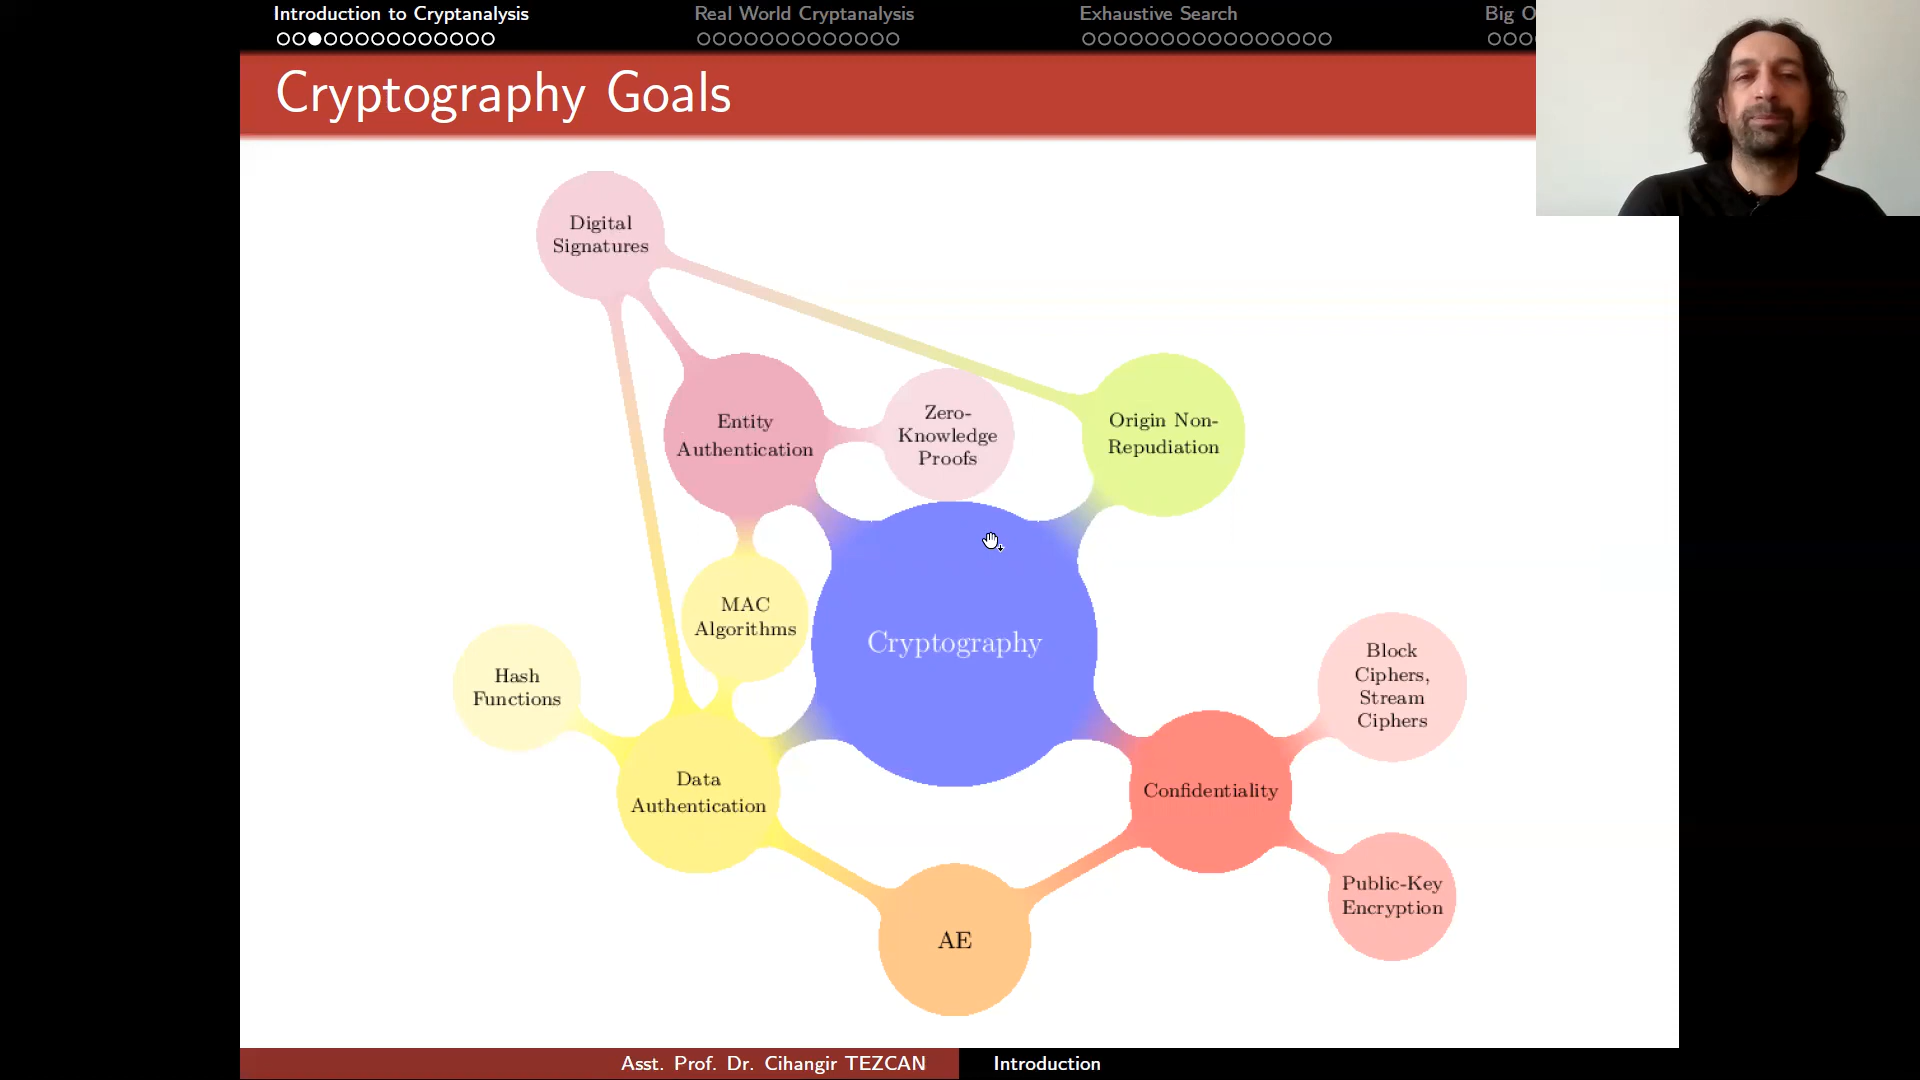 Introduction to Cryptanalysis
Real World Cryptanalysis
Exhaustive Search
Big O
Cryptography Goals
Digital
Signatures
Entity
Authentication
Zero-
Knowledge
Proofs
Origin Non-
Repudiation
MAC
Algorithms
Cryptography
Hash
Functions
Block
Ciphers,
Stream
Ciphers
Data
Authentication
Confidentiality
Public-Key
Encryption
AE
Asst. Prof. Dr. Cihangir TEZCAN
Introduction